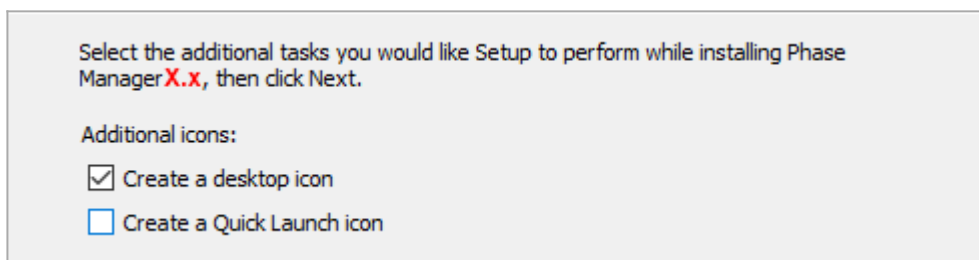 Select the additional tasks you would like Setup to perform while installing Phase
ManagerX.x, then click Next.
Additional icons:
Create a desktop icon
Create a Quick Launch icon